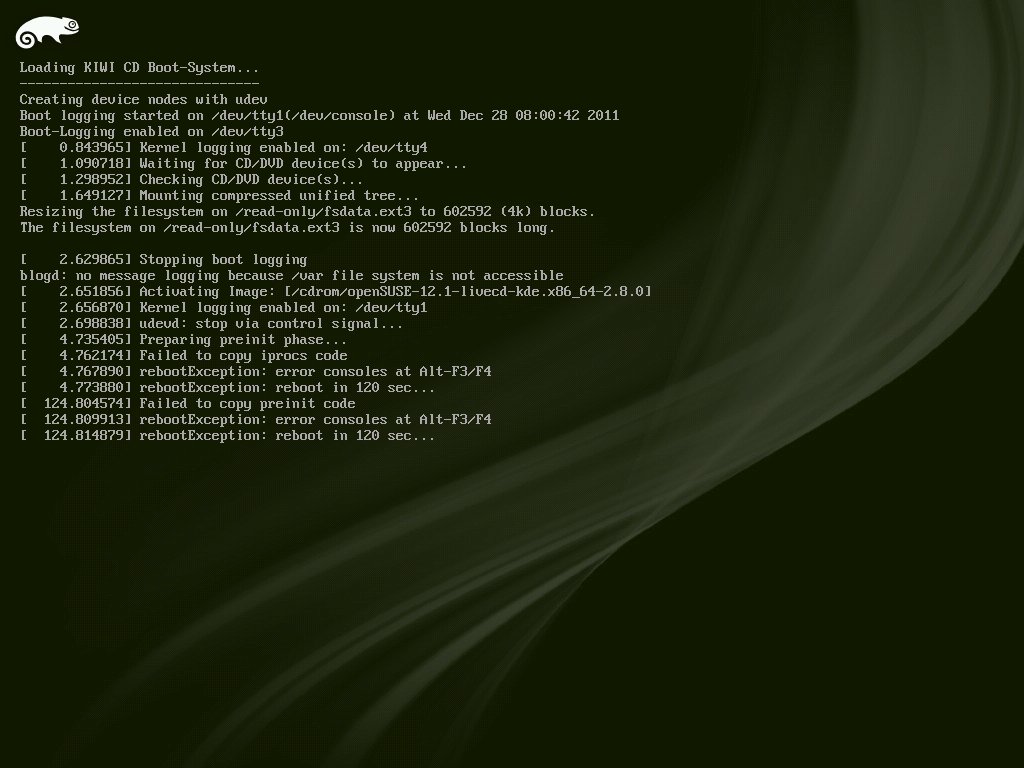 Loading KIWI CD Boot-System...
------------------------------
Creating device nodes with udev
Boot logging started on /dev/tty1(/dev/console) at Wed Dec 28 08:00:42 2011
Boot-Logging enabled on /dev/tty3
[    0.843965] Kernel logging enabled on: /dev/tty4
[    1.090718] Waiting for CD/DVD device(s) to appear...
[    1.298952] Checking CD/DVD device(s)...
[    1.649127] Mounting compressed unified tree...
Resizing the filesystem on /read-only/fsdata.ext3 to 602592 (4k) blocks.
The filesystem on /read-only/fsdata.ext3 is now 602592 blocks long.
[    2.629865] Stopping boot logging
blogd: no message logging because /var file system is not accessible
[    2.651856] Activating Image: [/cdrom/openSUSE-12.1-livecd-kde.x86_64-2.8.0]
[    2.656870] Kernel logging enabled on: /dev/tty1
[    2.698838] udevd: stop via control signal...
[    4.735405] Preparing preinit phase...
[    4.762174] Failed to copy iprocs code
[    4.767890] rebootException: error consoles at Alt-F3/F4
[    4.773880] rebootException: reboot in 120 sec...
[  124.804574] Failed to copy preinit code
[  124.809913] rebootException: error consoles at Alt-F3/F4
[  124.814879] rebootException: reboot in 120 sec...